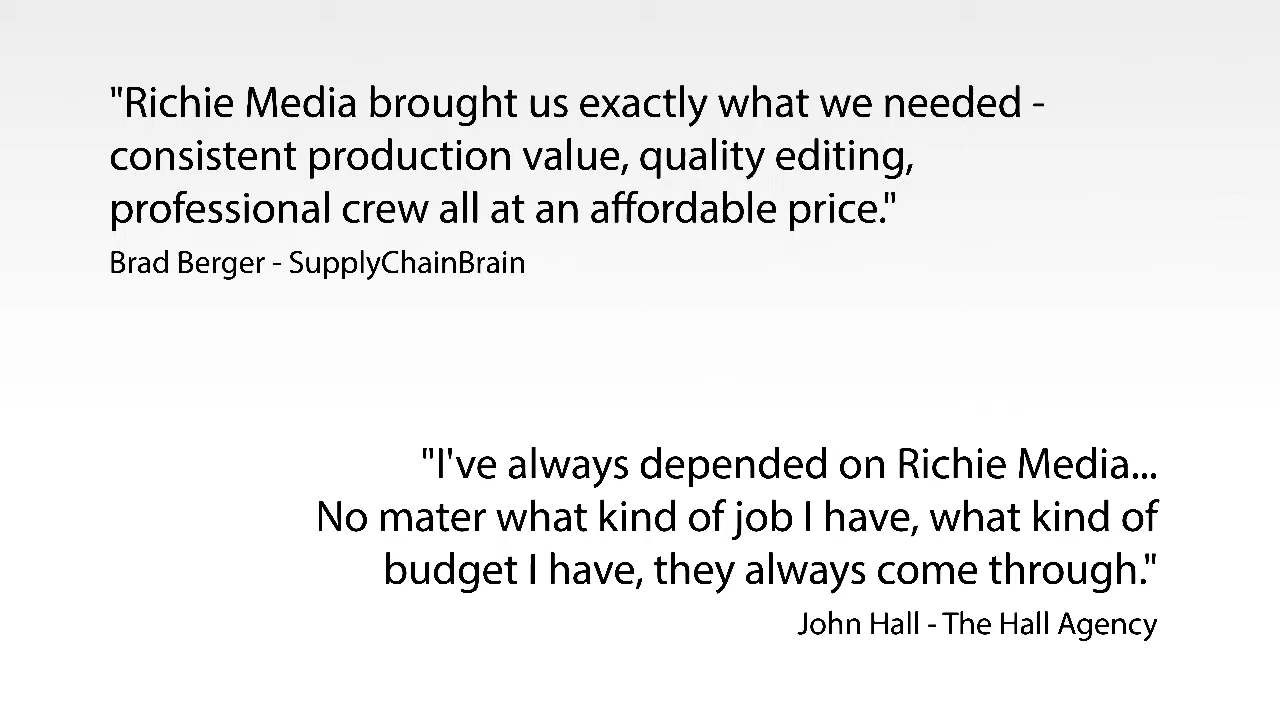 "Richie Media brought us exactly what we needed -
consistent production value, quality editing,
professional crew all at an affordable price."
Brad Berger - SupplyChainBrain
"I've always depended on Richie Media...
No mater what kind of job I have, what kind of
budget I have, they always come through."
John Hall - The Hall Agency